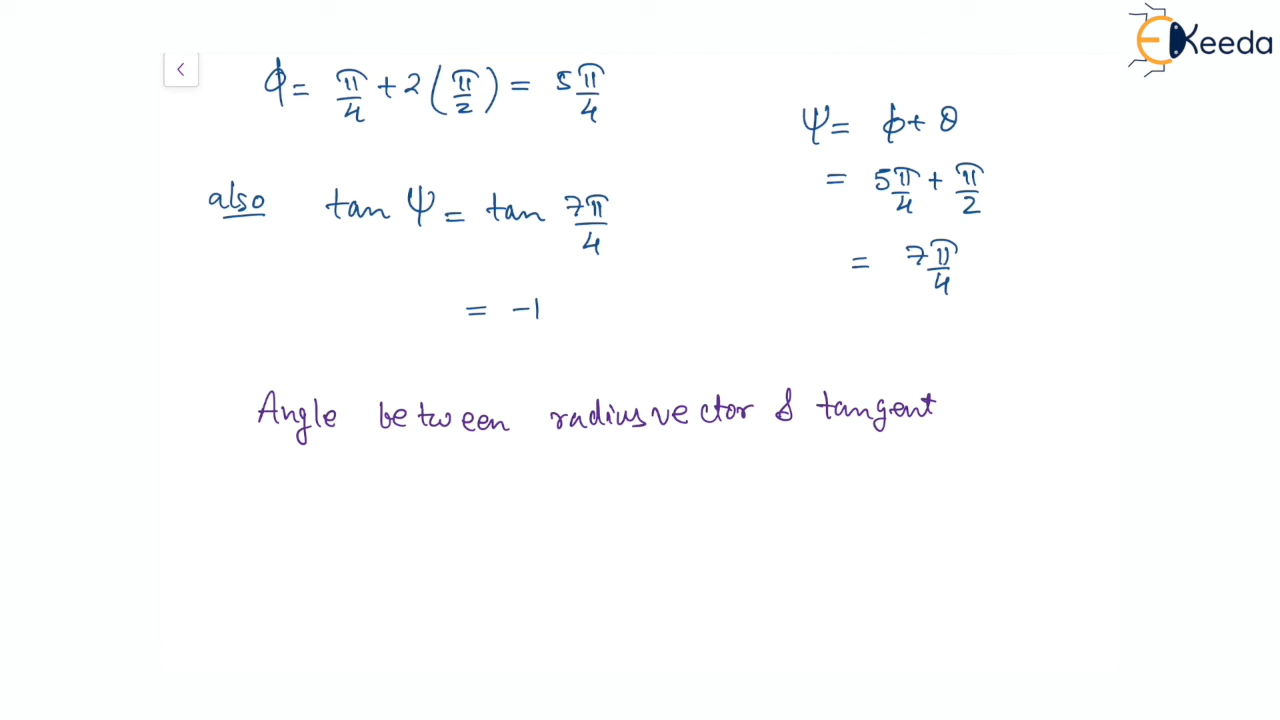 EKeeda
<
ϕ = π/4 + 2(π/2) = 5π/4
ψ = ϕ + θ
= 5π/4 + π/2
= 7π/4
also tan ψ = tan 7π/4
= -1
Angle between radius vector & tangent